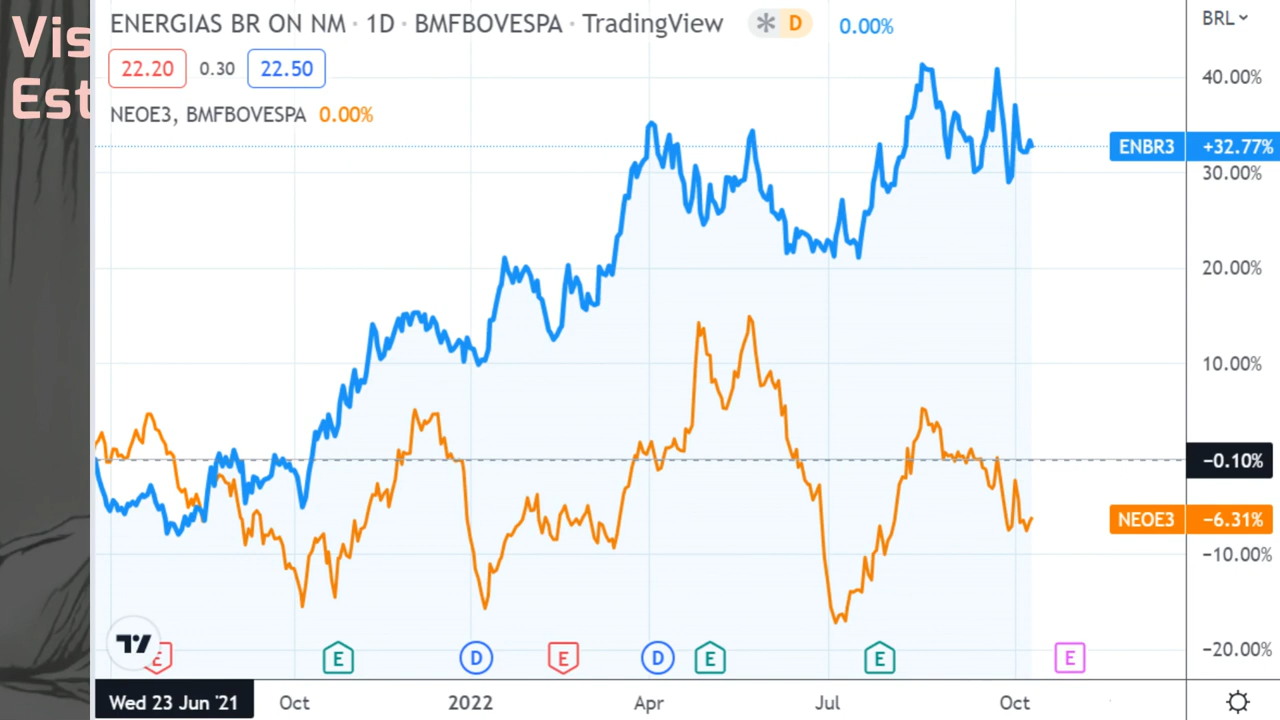 Vis
Est
ENERGIAS BR ON NM · 1D · BMFBOVESPA · TradingView
D
0.00%
BRL
22.20
0.30
22.50
NEOE3, BMFBOVESPA 0.00%
40.00%
ENBR3 +32.77%
30.00%
20.00%
10.00%
−0.10%
NEOE3 −6.31%
−10.00%
−20.00%
E
E
D
E
D
E
E
E
Wed 23 Jun '21
Oct
2022
Apr
Jul
Oct